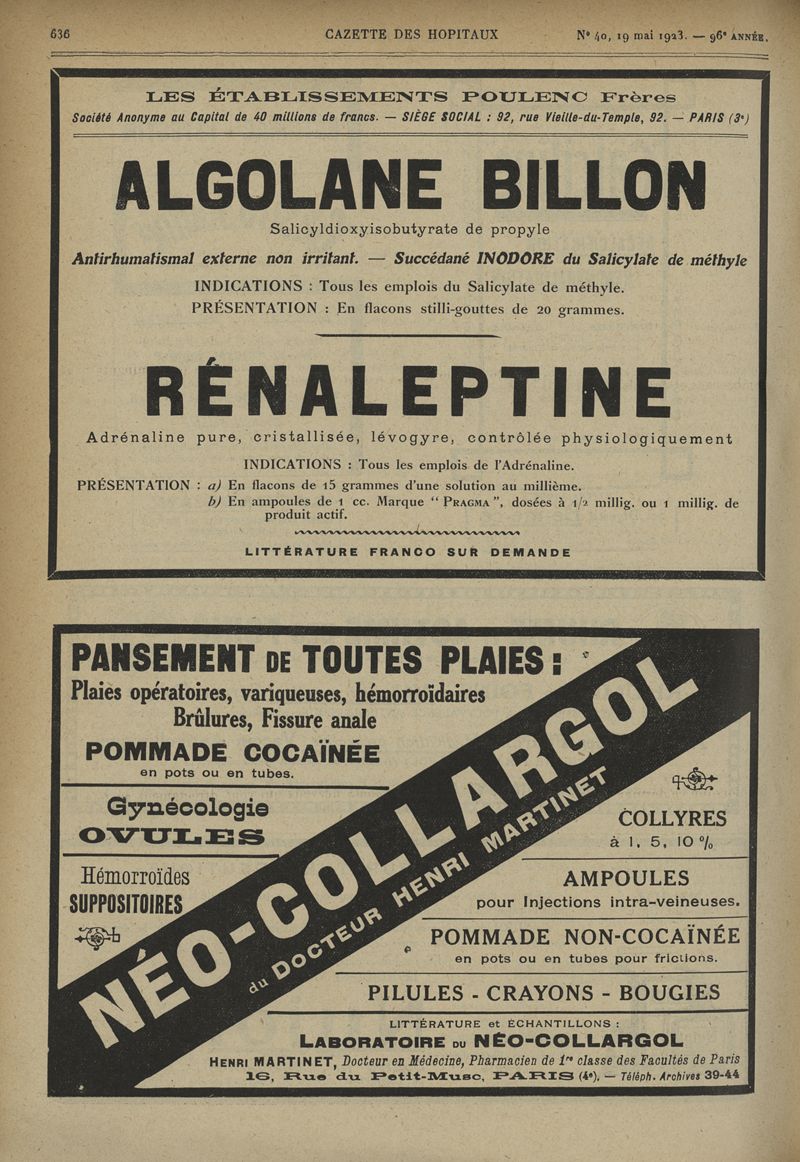 636
GAZETTE DES HOPITAUX
N° 40, 19 mai 1923. — 96e ANNÉE.
LES ÉTABLISSEMENTS POULENC Frères
Société Anonyme au Capital de 40 millions de francs. — SIÈGE SOCIAL : 92, rue Vieille-du-Temple, 92. — PARIS (3e)
ALGOLANE BILLON
Salicyldioxyisobutyrate de propyle
Antirhumatismal externe non irritant. — Succédané INODORE du Salicylate de méthyle
INDICATIONS : Tous les emplois du Salicylate de méthyle.
PRÉSENTATION : En flacons stilli-gouttes de 20 grammes.
RÉNALEPTINE
Adrénaline pure, cristallisée, lévogyre, contrôlée physiologiquement
INDICATIONS : Tous les emplois de l'Adrénaline.
PRÉSENTATION : a) En flacons de 15 grammes d'une solution au millième.
b) En ampoules de 1 cc. Marque “ PRAGMA ”, dosées à 1/2 millig. ou 1 millig. de
produit actif.
LITTÉRATURE FRANCO SUR DEMANDE
PANSEMENT DE TOUTES PLAIES :
Plaies opératoires, variqueuses, hémorroïdaires
Brûlures, Fissure anale
POMMADE COCAÏNÉE
en pots ou en tubes.
Gynécologie
OVULES
Hémorroïdes
SUPPOSITOIRES
NÉO-COLLARGOL
du DOCTEUR HENRI MARTINET
COLLYRES
à 1, 5, 10 %
AMPOULES
pour Injections intra-veineuses.
POMMADE NON-COCAÏNÉE
en pots ou en tubes pour frictions.
PILULES - CRAYONS - BOUGIES
LITTÉRATURE et ECHANTILLONS :
LABORATOIRE DU NÉO-COLLARGOL
HENRI MARTINET, Docteur en Médecine, Pharmacien de 1re classe des Facultés de Paris
16, Rue du Petit-Musc, PARIS (4e). — Téléph. Archives 39-44